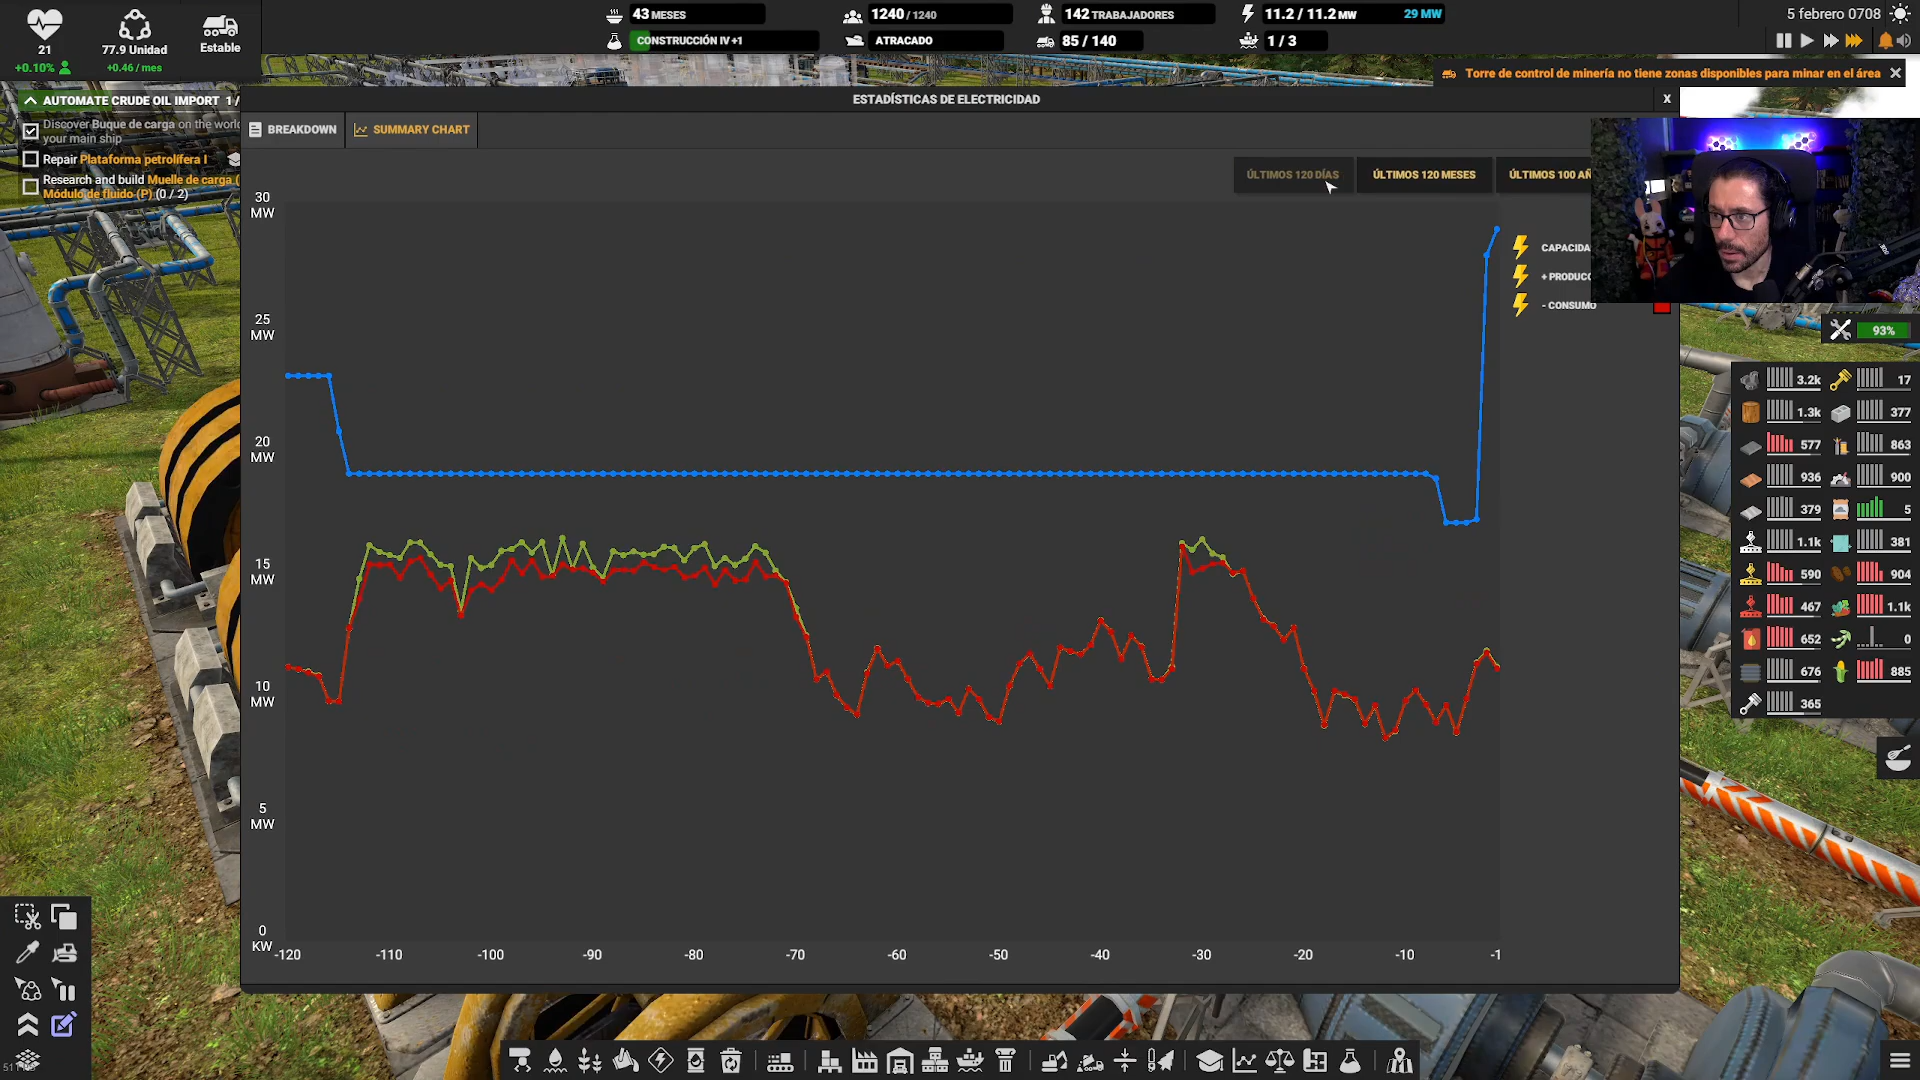 21
+0.10%
77.9 Unidad
+0.46 / mes
Estable
43 MESES
CONSTRUCCIÓN IV +1
1240 / 1240
ATRACADO
142 TRABAJADORES
85 / 140
11.2 / 11.2 MW 29 MW
1 / 3
5 febrero 0708
Torre de control de minería no tiene zonas disponibles para minar en el área
AUTOMATE CRUDE OIL IMPORT 1 /
Discover Buque de carga on the world
your main ship
Repair Plataforma petrolífera I
Research and build Muelle de carga (
Módulo de fluido (P) (0 / 2)
ESTADÍSTICAS DE ELECTRICIDAD
X
BREAKDOWN
SUMMARY CHART
ÚLTIMOS 120 DÍAS
ÚLTIMOS 120 MESES
ÚLTIMOS 100 AÑ
CAPACIDA
+ PRODUC
- CONSUMO
30
MW
25
MW
20
MW
15
MW
10
MW
5
MW
0
KW
-120 -110 -100 -90 -80 -70 -60 -50 -40 -30 -20 -10 -1
93%
3.2k 17
1.3k 377
577 863
936 900
379 5
1.1k 381
590 904
467 1.1k
652 0
676 885
365